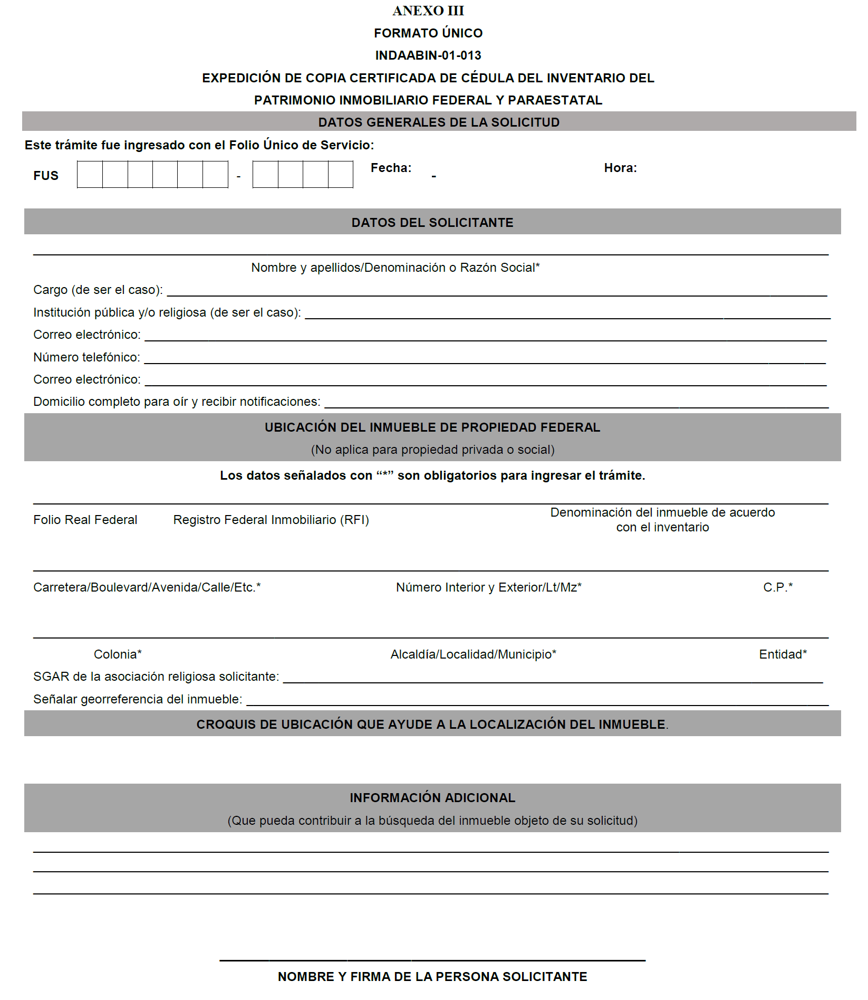 ANEXO III
FORMATO ÚNICO
INDAABIN-01-013
EXPEDICIÓN DE COPIA CERTIFICADA DE CÉDULA DEL INVENTARIO DEL
PATRIMONIO INMOBILIARIO FEDERAL Y PARAESTATAL
DATOS GENERALES DE LA SOLICITUD
Este trámite fue ingresado con el Folio Único de Servicio:
FUS - Fecha: - Hora:
DATOS DEL SOLICITANTE
Nombre y apellidos/Denominación o Razón Social*
Cargo (de ser el caso):
Institución pública y/o religiosa (de ser el caso):
Correo electrónico:
Número telefónico:
Correo electrónico:
Domicilio completo para oír y recibir notificaciones:
UBICACIÓN DEL INMUEBLE DE PROPIEDAD FEDERAL
(No aplica para propiedad privada o social)
Los datos señalados con “*” son obligatorios para ingresar el trámite.
Folio Real Federal Registro Federal Inmobiliario (RFI) Denominación del inmueble de acuerdo
con el inventario
Carretera/Boulevard/Avenida/Calle/Etc.* Número Interior y Exterior/Lt/Mz* C.P.*
Colonia* Alcaldía/Localidad/Municipio* Entidad*
SGAR de la asociación religiosa solicitante:
Señalar georreferencia del inmueble:
CROQUIS DE UBICACIÓN QUE AYUDE A LA LOCALIZACIÓN DEL INMUEBLE.
INFORMACIÓN ADICIONAL
(Que pueda contribuir a la búsqueda del inmueble objeto de su solicitud)
NOMBRE Y FIRMA DE LA PERSONA SOLICITANTE